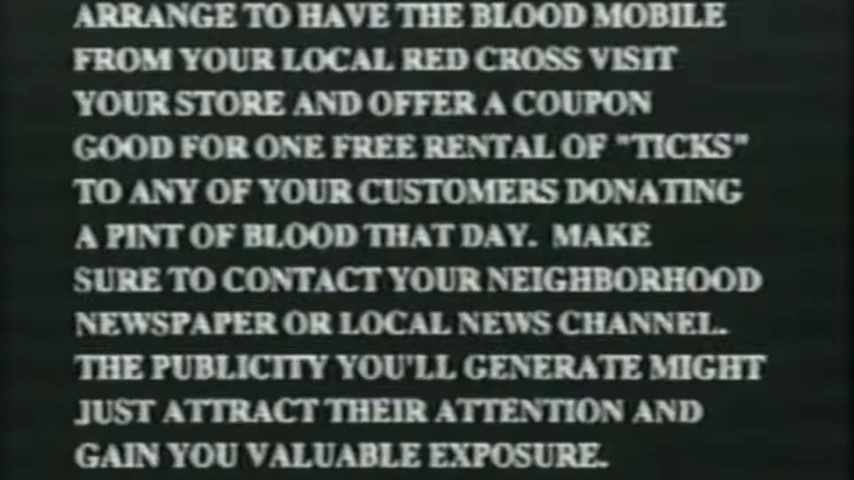 ARRANGE TO HAVE THE BLOOD MOBILE
FROM YOUR LOCAL RED CROSS VISIT
YOUR STORE AND OFFER A COUPON
GOOD FOR ONE FREE RENTAL OF "TICKS"
TO ANY OF YOUR CUSTOMERS DONATING
A PINT OF BLOOD THAT DAY. MAKE
SURE TO CONTACT YOUR NEIGHBORHOOD
NEWSPAPER OR LOCAL NEWS CHANNEL.
THE PUBLICITY YOU'LL GENERATE MIGHT
JUST ATTRACT THEIR ATTENTION AND
GAIN YOU VALUABLE EXPOSURE.